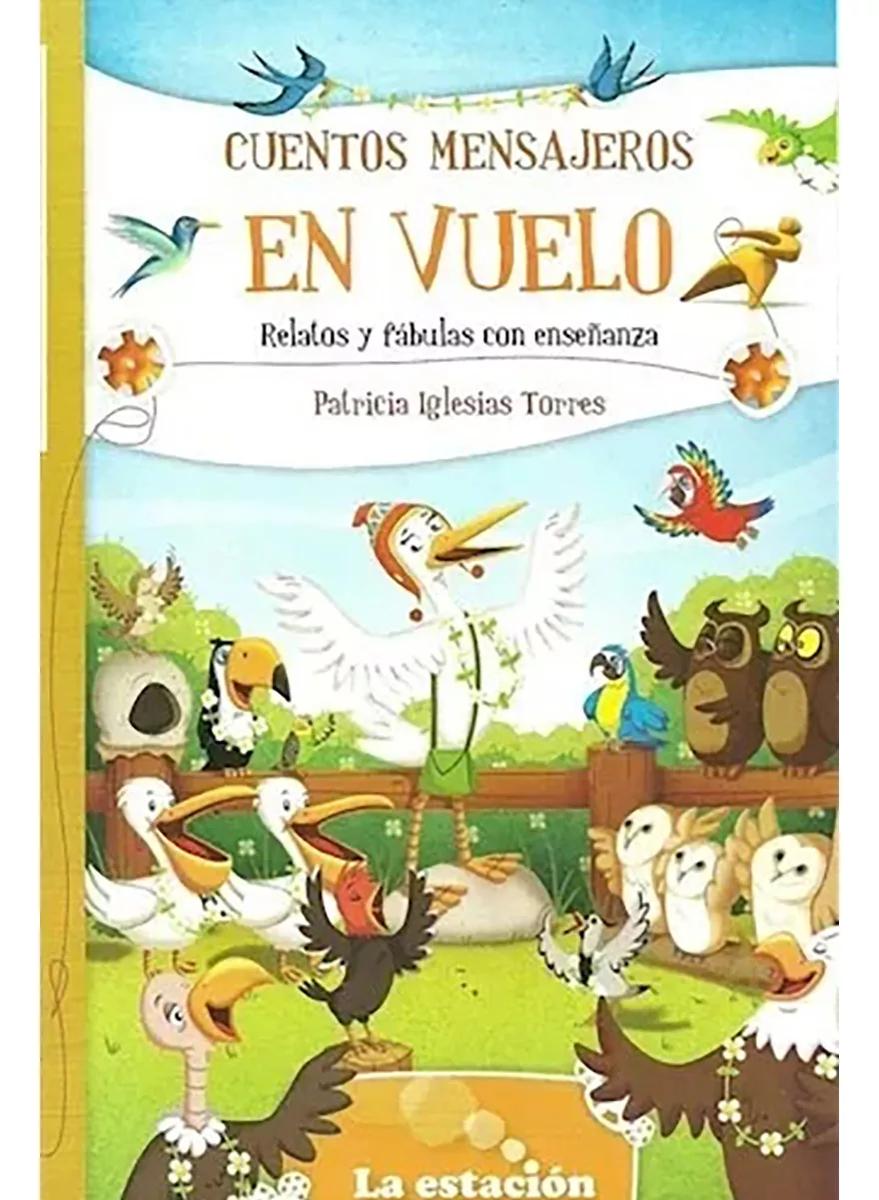 CUENTOS MENSAJEROS
EN VUELO
Relatos y fábulas con enseñanza
Patricia Iglesias Torres
La estación